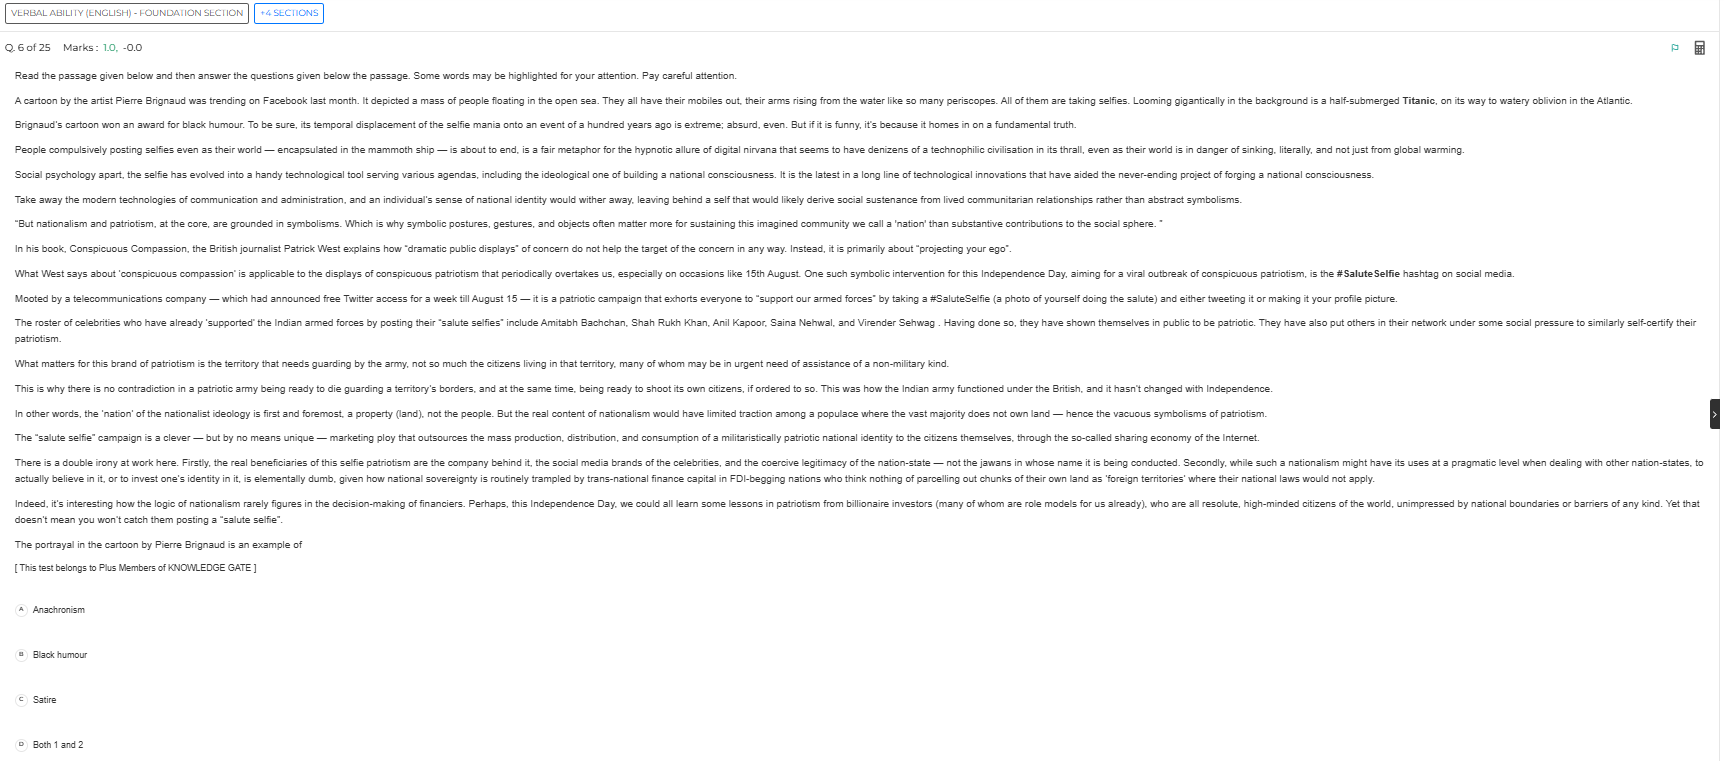 VERBAL ABILITY (ENGLISH) - FOUNDATION SECTION +4 SECTIONS
Q. 6 of 25 Marks : 1.0, -0.0
Read the passage given below and then answer the questions given below the passage. Some words may be highlighted for your attention. Pay careful attention.
A cartoon by the artist Pierre Brignaud was trending on Facebook last month. It depicted a mass of people floating in the open sea. They all have their mobiles out, their arms rising from the water like so many periscopes. All of them are taking selfies. Looming gigantically in the background is a half-submerged Titanic, on its way to watery oblivion in the Atlantic.
Brignaud's cartoon won an award for black humour. To be sure, its temporal displacement of the selfie mania onto an event of a hundred years ago is extreme; absurd, even. But if it is funny, it's because it homes in on a fundamental truth.
People compulsively posting selfies even as their world — encapsulated in the mammoth ship — is about to end, is a fair metaphor for the hypnotic allure of digital nirvana that seems to have denizens of a technophilic civilisation in its thrall, even as their world is in danger of sinking, literally, and not just from global warming.
Social psychology apart, the selfie has evolved into a handy technological tool serving various agendas, including the ideological one of building a national consciousness. It is the latest in a long line of technological innovations that have aided the never-ending project of forging a national consciousness.
Take away the modern technologies of communication and administration, and an individual's sense of national identity would wither away, leaving behind a self that would likely derive social sustenance from lived communitarian relationships rather than abstract symbolisms.
“But nationalism and patriotism, at the core, are grounded in symbolisms. Which is why symbolic postures, gestures, and objects often matter more for sustaining this imagined community we call a 'nation' than substantive contributions to the social sphere. ”
In his book, Conspicuous Compassion, the British journalist Patrick West explains how “dramatic public displays” of concern do not help the target of the concern in any way. Instead, it is primarily about “projecting your ego”.
What West says about 'conspicuous compassion' is applicable to the displays of conspicuous patriotism that periodically overtakes us, especially on occasions like 15th August. One such symbolic intervention for this Independence Day, aiming for a viral outbreak of conspicuous patriotism, is the #SaluteSelfie hashtag on social media.
Mooted by a telecommunications company — which had announced free Twitter access for a week till August 15 — it is a patriotic campaign that exhorts everyone to “support our armed forces” by taking a #SaluteSelfie (a photo of yourself doing the salute) and either tweeting it or making it your profile picture.
The roster of celebrities who have already 'supported' the Indian armed forces by posting their “salute selfies” include Amitabh Bachchan, Shah Rukh Khan, Anil Kapoor, Saina Nehwal, and Virender Sehwag . Having done so, they have shown themselves in public to be patriotic. They have also put others in their network under some social pressure to similarly self-certify their
patriotism.
What matters for this brand of patriotism is the territory that needs guarding by the army, not so much the citizens living in that territory, many of whom may be in urgent need of assistance of a non-military kind.
This is why there is no contradiction in a patriotic army being ready to die guarding a territory's borders, and at the same time, being ready to shoot its own citizens, if ordered to so. This was how the Indian army functioned under the British, and it hasn't changed with Independence.
In other words, the 'nation' of the nationalist ideology is first and foremost, a property (land), not the people. But the real content of nationalism would have limited traction among a populace where the vast majority does not own land — hence the vacuous symbolisms of patriotism.
The “salute selfie” campaign is a clever — but by no means unique — marketing ploy that outsources the mass production, distribution, and consumption of a militaristically patriotic national identity to the citizens themselves, through the so-called sharing economy of the Internet.
There is a double irony at work here. Firstly, the real beneficiaries of this selfie patriotism are the company behind it, the social media brands of the celebrities, and the coercive legitimacy of the nation-state — not the jawans in whose name it is being conducted. Secondly, while such a nationalism might have its uses at a pragmatic level when dealing with other nation-states, to
actually believe in it, or to invest one's identity in it, is elementally dumb, given how national sovereignty is routinely trampled by trans-national finance capital in FDI-begging nations who think nothing of parcelling out chunks of their own land as 'foreign territories' where their national laws would not apply.
Indeed, it's interesting how the logic of nationalism rarely figures in the decision-making of financiers. Perhaps, this Independence Day, we could all learn some lessons in patriotism from billionaire investors (many of whom are role models for us already), who are all resolute, high-minded citizens of the world, unimpressed by national boundaries or barriers of any kind. Yet that
doesn't mean you won't catch them posting a “salute selfie”.
The portrayal in the cartoon by Pierre Brignaud is an example of
[ This test belongs to Plus Members of KNOWLEDGE GATE ]
A Anachronism
B Black humour
C Satire
D Both 1 and 2